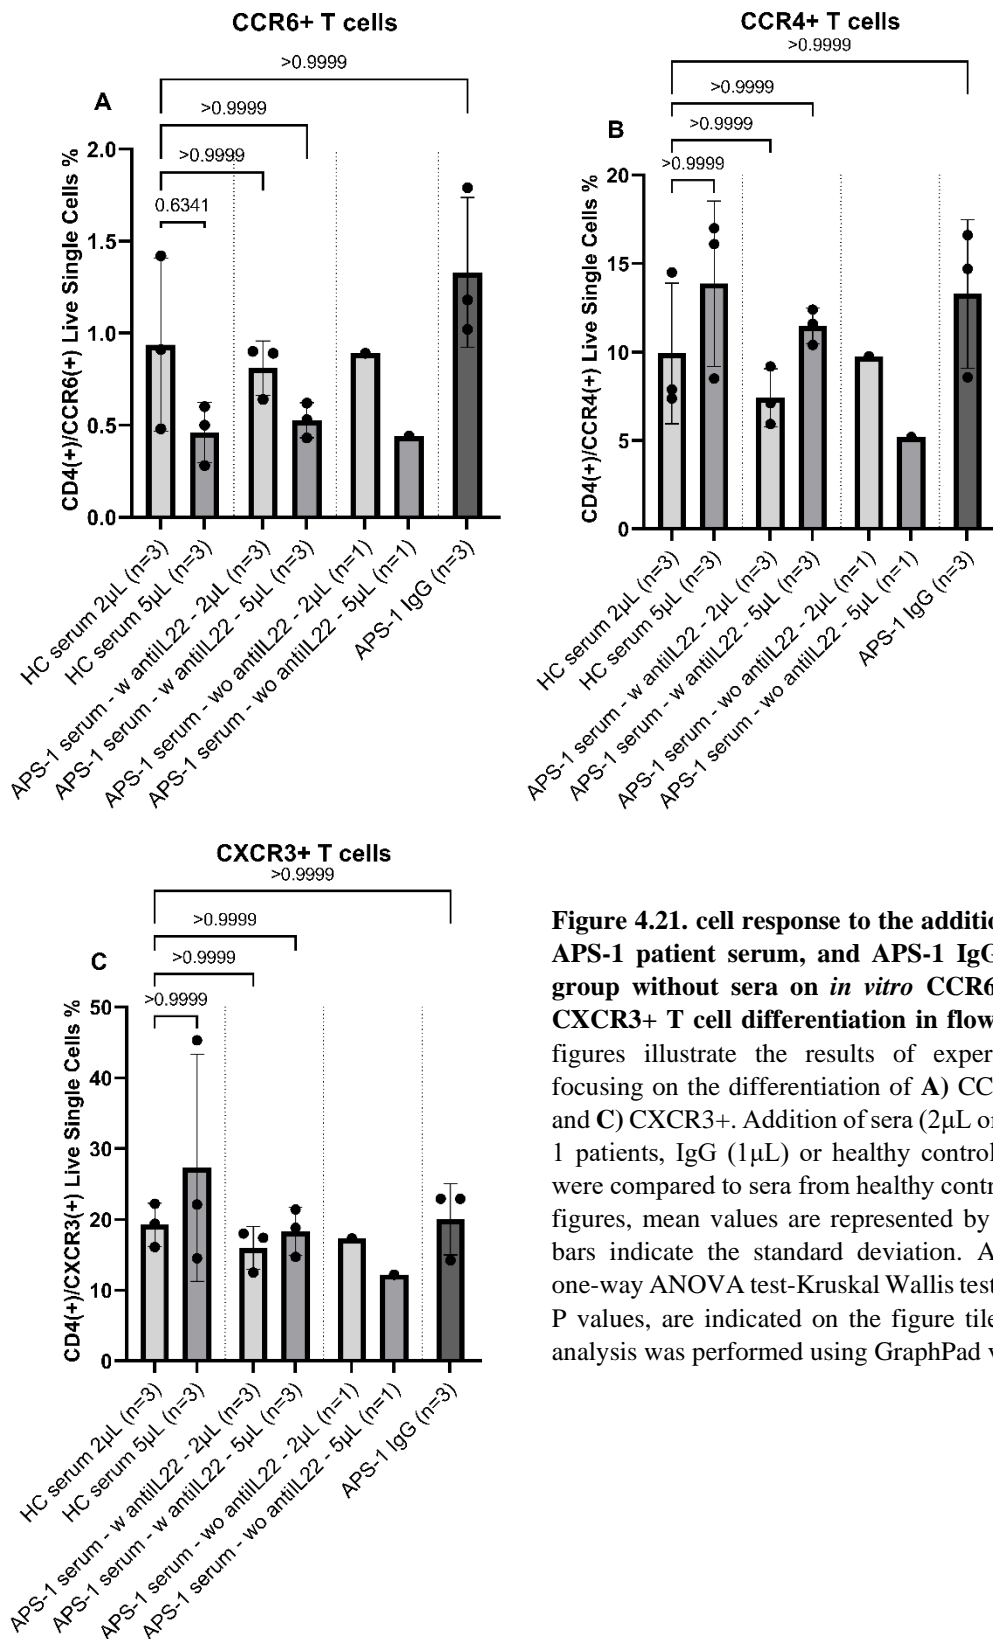 CCR6+ T cells
>0.9999
A
>0.9999
>0.9999
0.6341
CD4(+)/CCR6(+) Live Single Cells %
2.0
1.5
1.0
0.5
0.0
HC serum 2µL (n=3)
HC serum 5µL (n=3)
APS-1 serum - w antiIL22 - 2µL (n=3)
APS-1 serum - w antiIL22 - 5µL (n=3)
APS-1 serum - wo antiIL22 - 2µL (n=1)
APS-1 serum - wo antiIL22 - 5µL (n=1)
APS-1 IgG (n=3)
CCR4+ T cells
>0.9999
>0.9999
B
>0.9999
>0.9999
CD4(+)/CCR4(+) Live Single Cells %
20
15
10
5
0
HC serum 2µL (n=3)
HC serum 5µL (n=3)
APS-1 serum - w antiIL22 - 2µL (n=3)
APS-1 serum - w antiIL22 - 5µL (n=3)
APS-1 serum - wo antiIL22 - 2µL (n=1)
APS-1 serum - wo antiIL22 - 5µL (n=1)
APS-1 IgG (n=3)
CXCR3+ T cells
>0.9999
>0.9999
C
>0.9999
>0.9999
CD4(+)/CXCR3(+) Live Single Cells %
50
40
30
20
10
0
HC serum 2µL (n=3)
HC serum 5µL (n=3)
APS-1 serum - w antiIL22 - 2µL (n=3)
APS-1 serum - w antiIL22 - 5µL (n=3)
APS-1 serum - wo antiIL22 - 2µL (n=1)
APS-1 serum - wo antiIL22 - 5µL (n=1)
APS-1 IgG (n=3)
Figure 4.21. cell response to the additio
APS-1 patient serum, and APS-1 IgG
group without sera on in vitro CCR6
CXCR3+ T cell differentiation in flow
figures illustrate the results of exper
focusing on the differentiation of A) CC
and C) CXCR3+. Addition of sera (2µL o
1 patients, IgG (1µL) or healthy control
were compared to sera from healthy contr
figures, mean values are represented by
bars indicate the standard deviation. A
one-way ANOVA test-Kruskal Wallis test
P values, are indicated on the figure tile
analysis was performed using GraphPad v